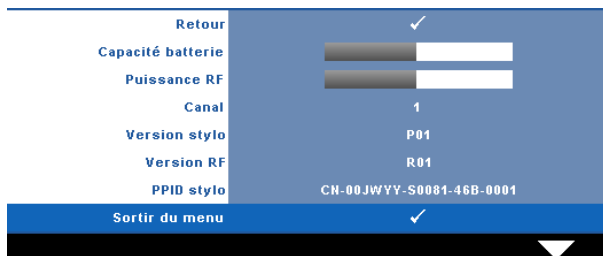 Retour
Capacité batterie
Puissance RF
Canal 1
Version stylo P01
Version RF R01
PPID stylo CN-00JWYY-S0081-46B-0001
Sortir du menu